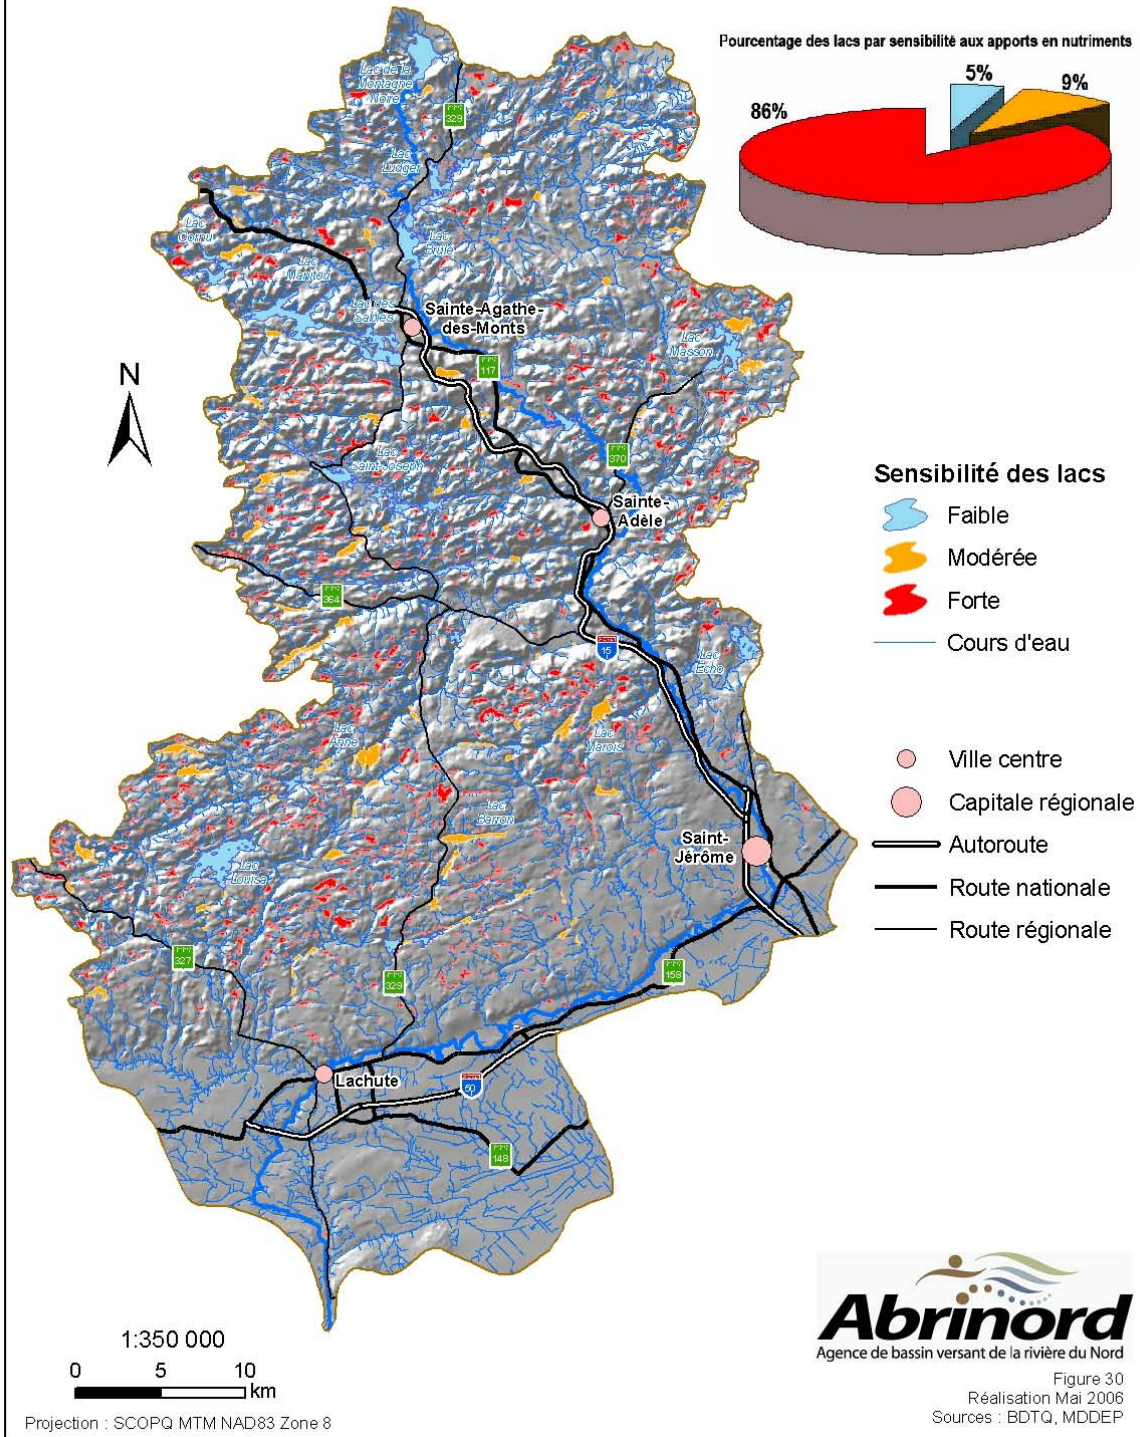 Pourcentage des lacs par sensibilité aux apports en nutriments
5%
9%
86%
Lac de la
Montagne
Noire
329
Lac
Ludger
Lac
Cornu
Lac
Brûlé
Lac
Manitou
Lac des
Sables
Sainte-Agathe-
des-Monts
Lac
Masson
N
117
Lac
Saint-Joseph
370
Sainte-
Adèle
Sensibilité des lacs
Faible
Modérée
Forte
Cours d'eau
364
15
Lac
Écho
Lac
Anne
Lac
Marois
Ville centre
Capitale régionale
Autoroute
Route nationale
Route régionale
Lac
Barron
Saint-
Jérôme
Lac
Louisa
327
329
158
Lachute
50
148
Abrinord
Agence de bassin versant de la rivière du Nord
1:350 000
0 5 10
km
Projection : SCOPQ MTM NAD83 Zone 8
Figure 30
Réalisation Mai 2006
Sources : BDTQ, MDDEP